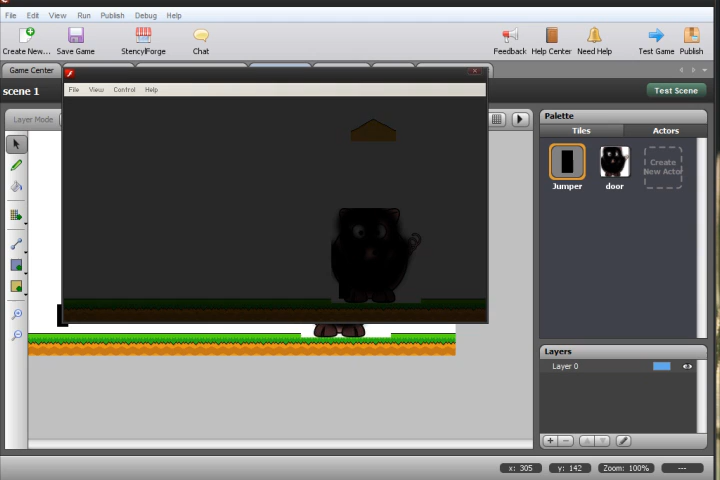 File Edit View Run Publish Debug Help
Create New... Save Game StencylForge Chat Feedback Help Center Need Help Test Game Publish
Game Center
File View Control Help
scene 1 Test Scene
Layer Mode
Palette
Tiles Actors
Create New Actor
Jumper door
Layers
Layer 0
x: 305 y: 142 Zoom: 100% ---